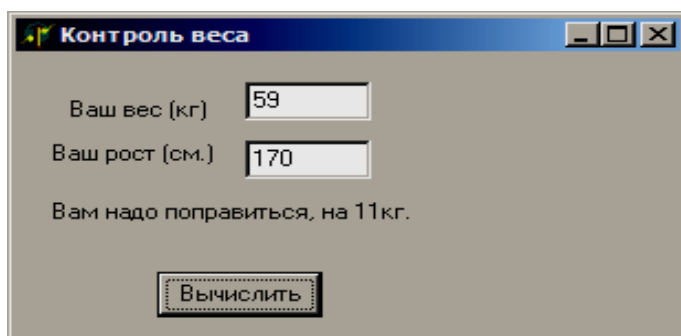 Контроль веса
Ваш вес (кг) 59
Ваш рост (см.) 170
Вам надо поправиться, на 11кг.
Вычислить